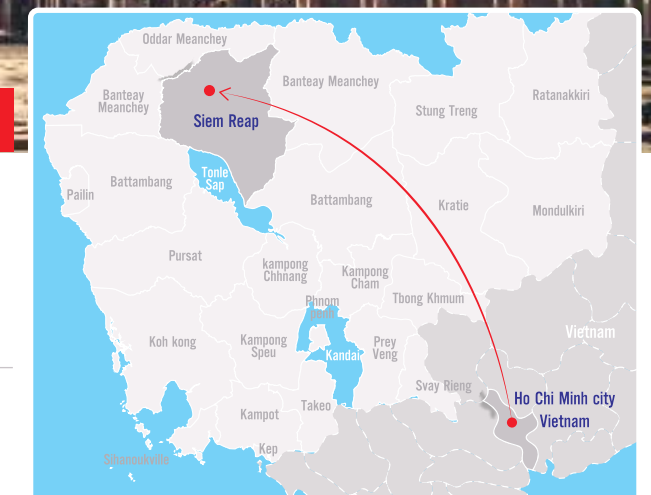 Oddar Meanchey
Banteay Meanchey
Banteay
Meanchey
Ratanakkiri
Stung Treng
Siem Reap
Tonle
Sap
Battambang
Pailin
Battambang
Kratie
Mondulkiri
Pursat
kampong
Chhnang
Kampong
Cham
Tbong Khmum
Phnom
penh
Vietnam
Koh kong
Kampong
Speu
Kandal
Prey
Veng
Svay Rieng
Ho Chi Minh city
Vietnam
Takeo
Kampot
Kep
Sihanoukville